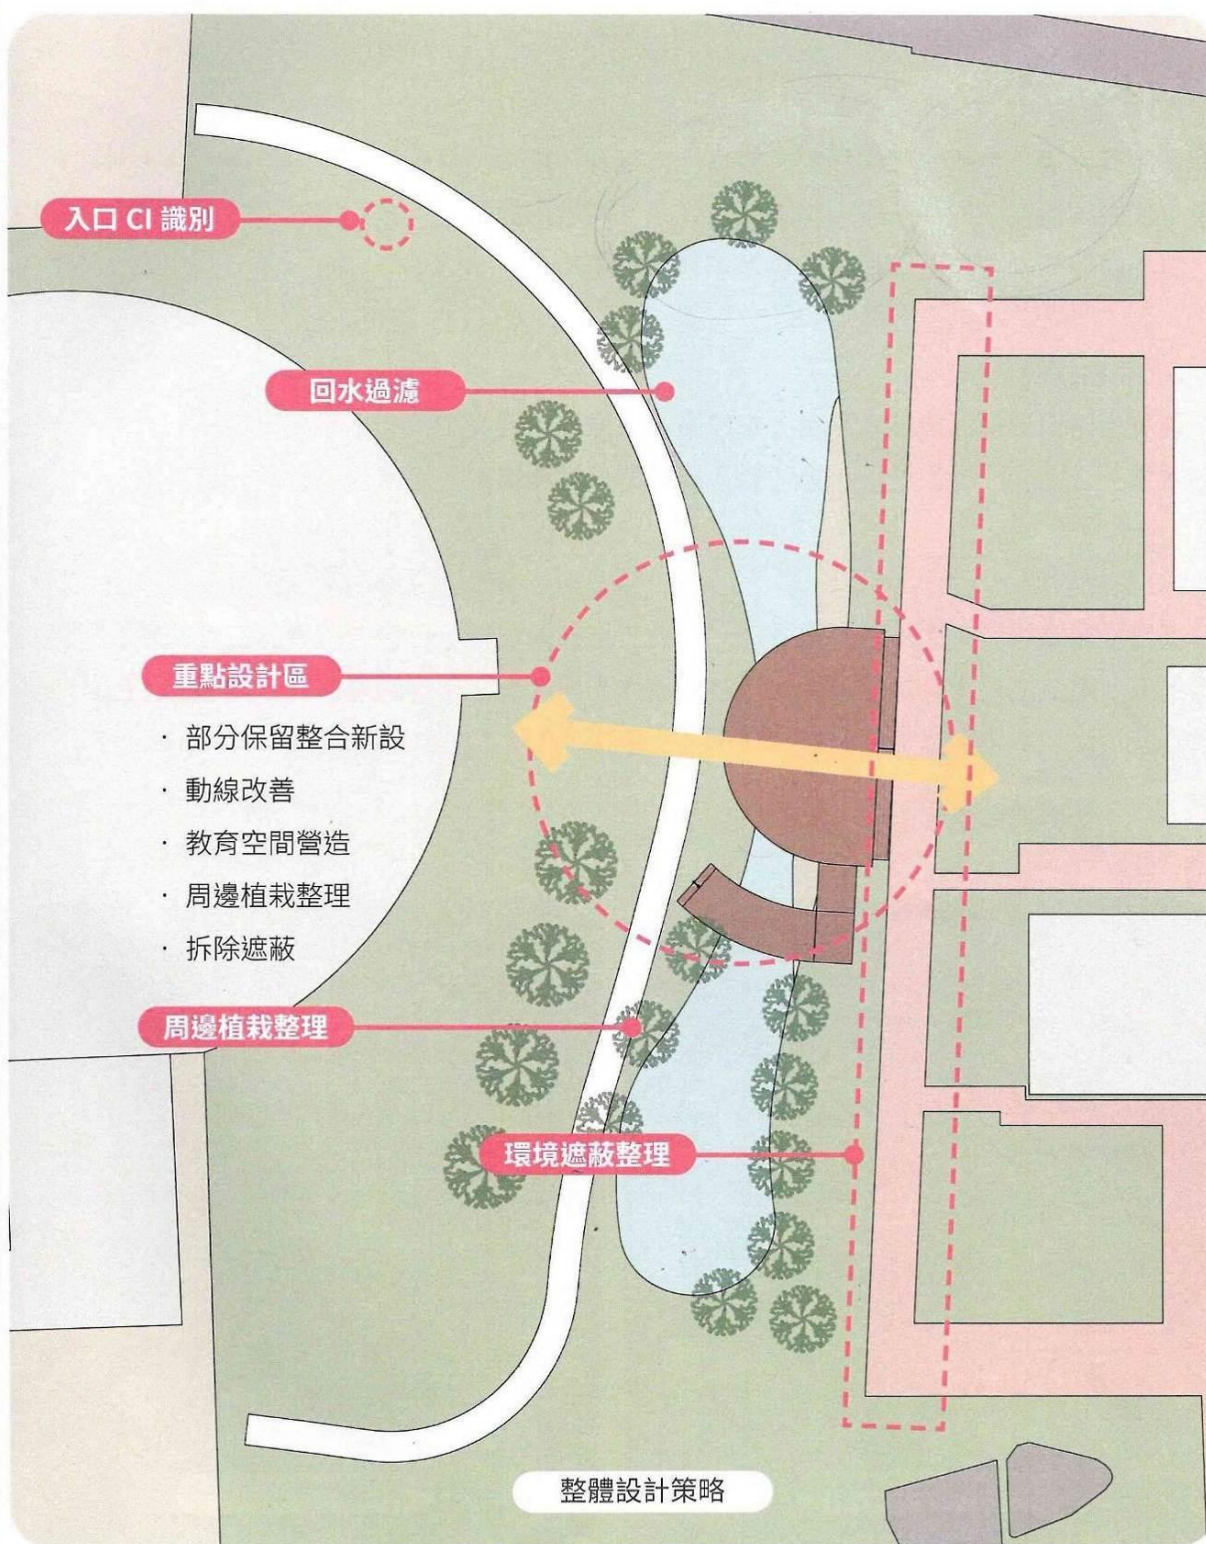 入口 CI 識別
回水過濾
重點設計區
· 部分保留整合新設
· 動線改善
· 教育空間營造
· 周邊植栽整理
· 拆除遮蔽
周邊植栽整理
環境遮蔽整理
整體設計策略